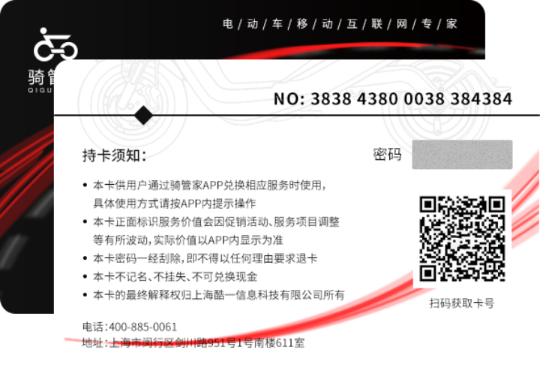 电/动/车/移/动/互/联/网/专/家
骑管
QIGU
NO: 3838 4380 0038 384384
持卡须知：
密码
• 本卡供用户通过骑管家APP兑换相应服务时使用，
具体使用方式请按APP内提示操作
• 本卡正面标识服务价值会因促销活动、服务项目调整
等有所波动，实际价值以APP内显示为准
• 本卡密码一经刮除，即不得以任何理由要求退卡
• 本卡不记名、不挂失、不可兑换现金
• 本卡的最终解释权归上海酷一信息科技有限公司所有
扫码获取卡号
电话：400-885-0061
地址：上海市闵行区剑川路951号1号南楼611室